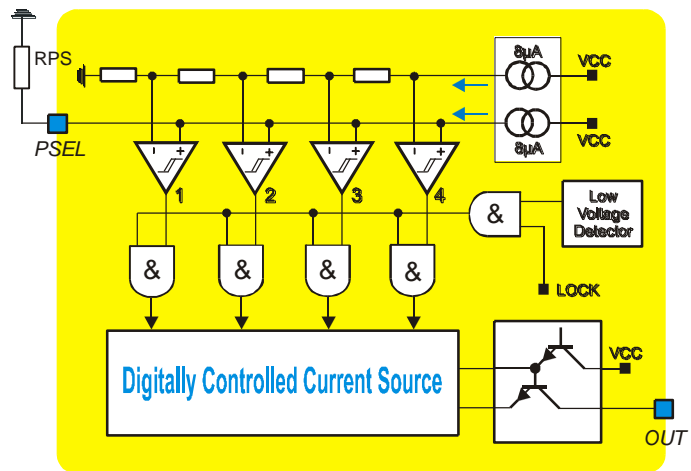 8µA
VCC
RPS
VCC
8µA
PSEL
- +
- +
- +
- +
1
2
3
4
&
Low
Voltage
Detector
&
&
&
&
LOCK
Digitally Controlled Current Source
VCC
OUT